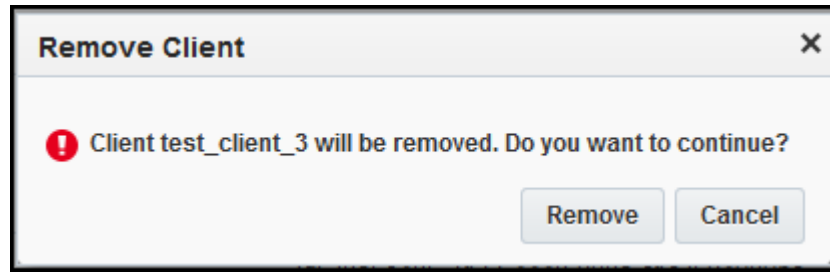 Remove Client
Client test_client_3 will be removed. Do you want to continue?
Remove Cancel